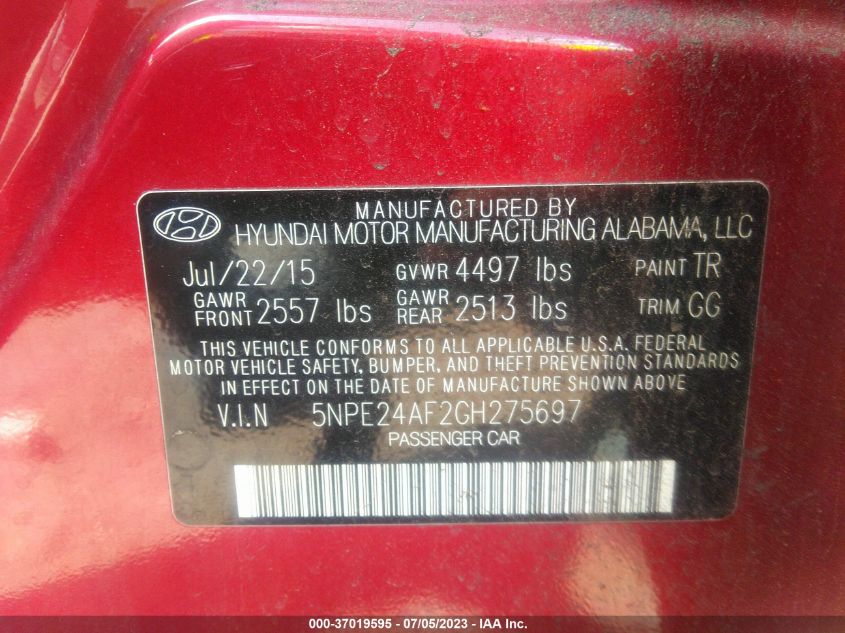 MANUFACTURED BY
HYUNDAI MOTOR MANUFACTURING ALABAMA, LLC
Jul/22/15 GVWR 4497 lbs PAINT TR
GAWR FRONT 2557 lbs GAWR REAR 2513 lbs TRIM GG
THIS VEHICLE CONFORMS TO ALL APPLICABLE U.S.A. FEDERAL
MOTOR VEHICLE SAFETY, BUMPER, AND THEFT PREVENTION STANDARDS
IN EFFECT ON THE DATE OF MANUFACTURE SHOWN ABOVE
V.I.N 5NPE24AF2GH275697
PASSENGER CAR
000-37019595 - 07/05/2023 - IAA Inc.